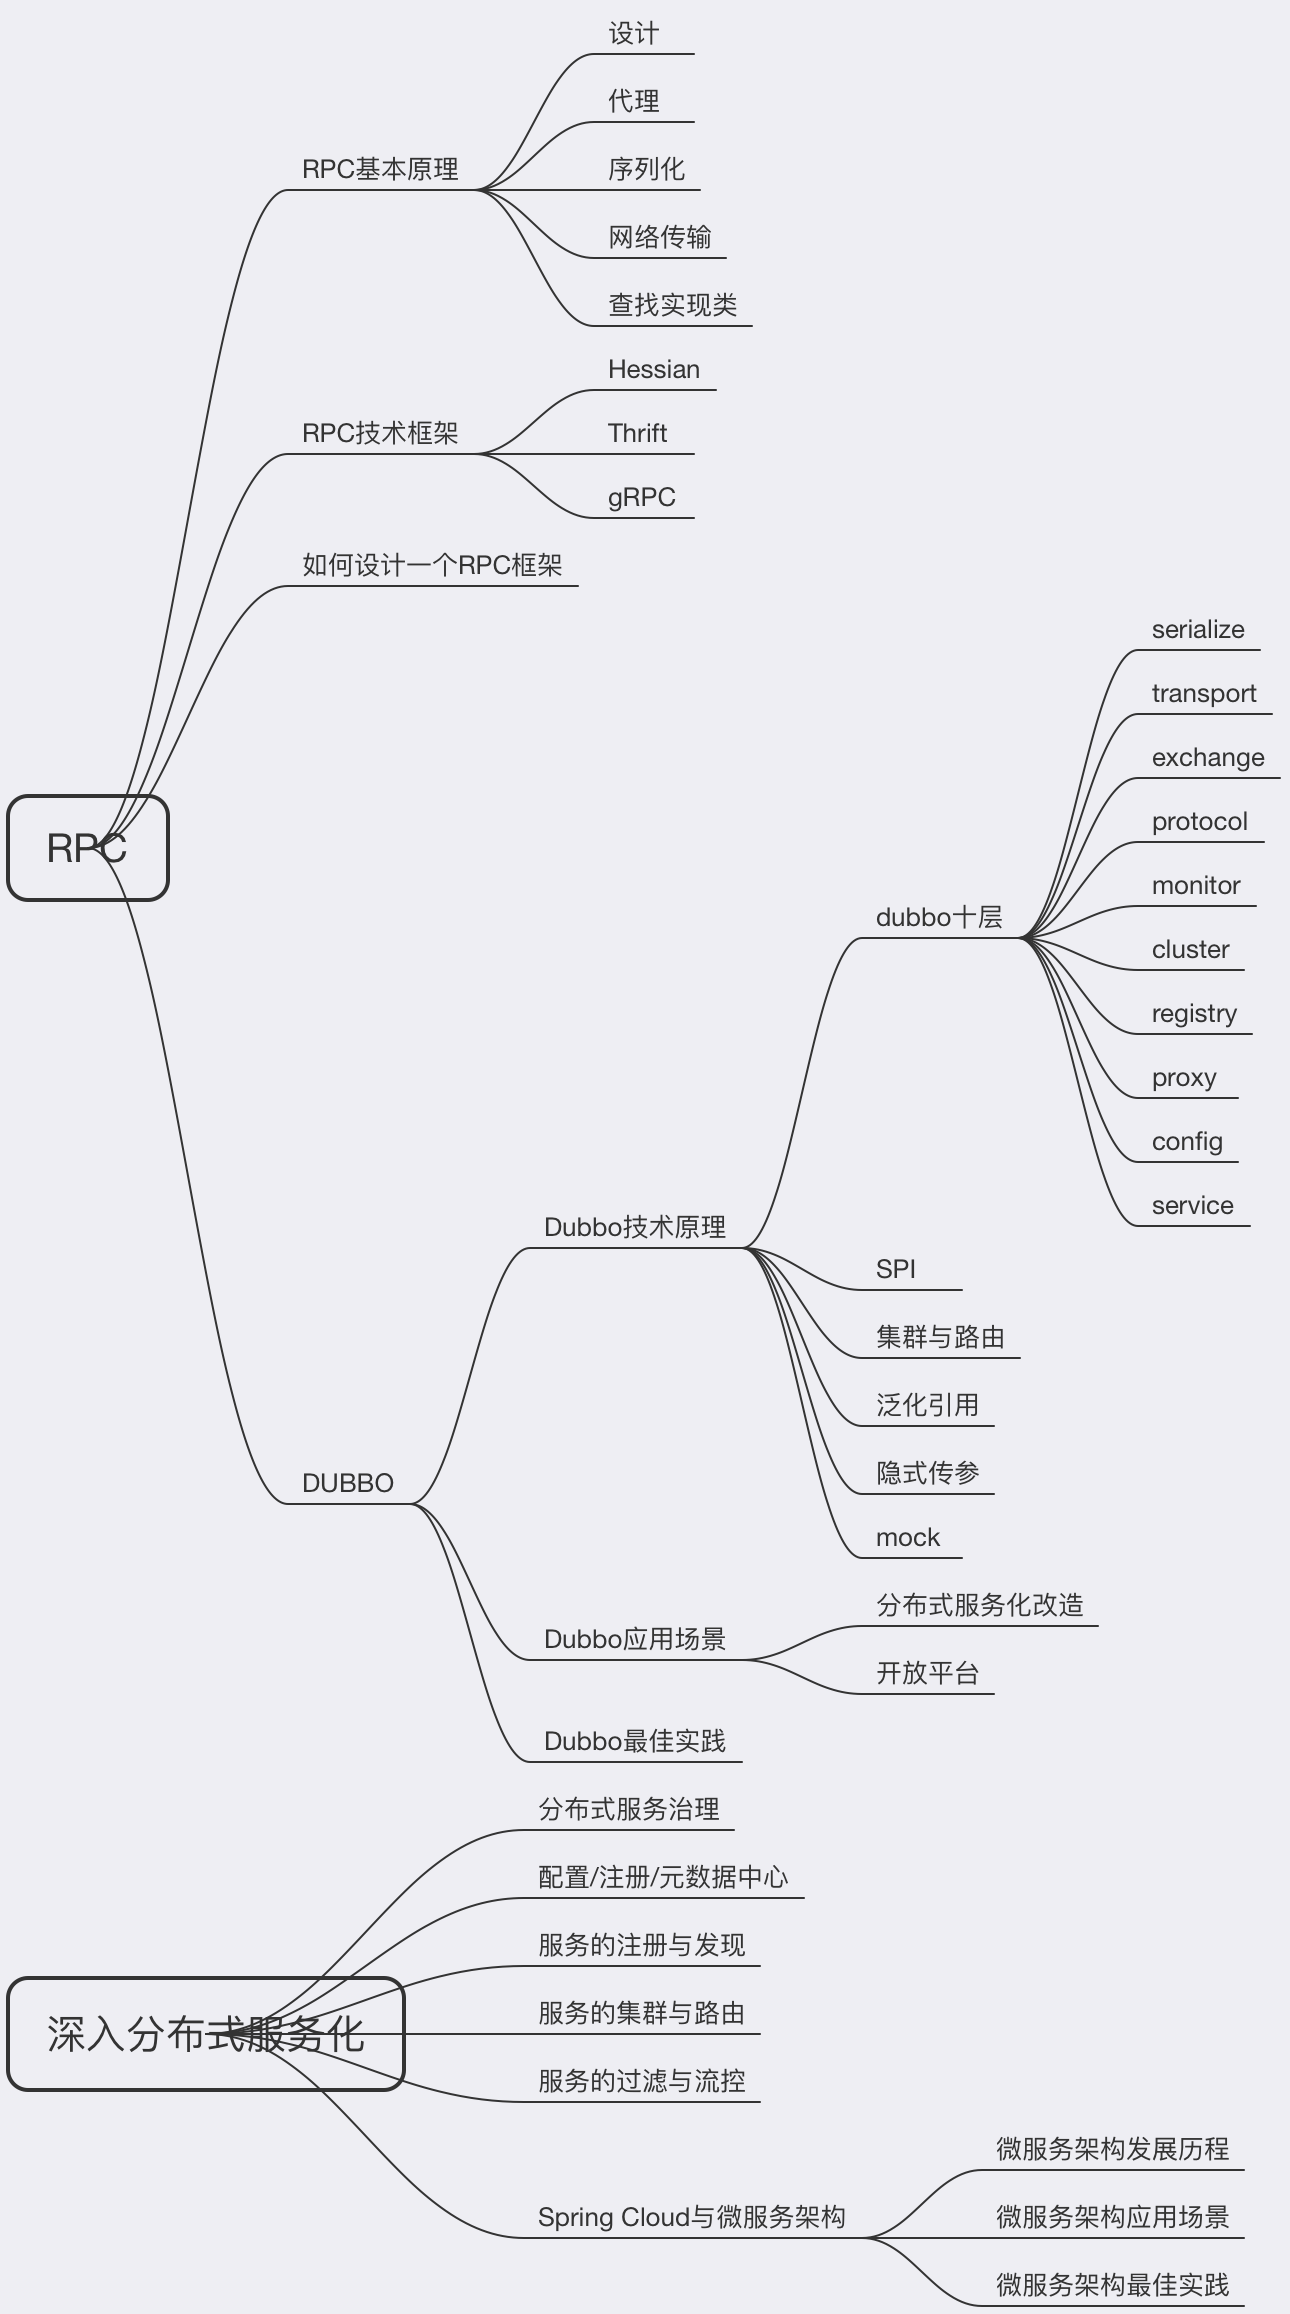 设计
代理
RPC基本原理
序列化
网络传输
查找实现类
Hessian
RPC技术框架
Thrift
gRPC
如何设计一个RPC框架
serialize
transport
exchange
protocol
RPC
monitor
dubbo十层
cluster
registry
proxy
config
service
Dubbo技术原理
SPI
集群与路由
泛化引用
隐式传参
DUBBO
mock
分布式服务化改造
Dubbo应用场景
开放平台
Dubbo最佳实践
分布式服务治理
配置/注册/元数据中心
服务的注册与发现
深入分布式服务化
服务的集群与路由
服务的过滤与流控
微服务架构发展历程
Spring Cloud与微服务架构
微服务架构应用场景
微服务架构最佳实践